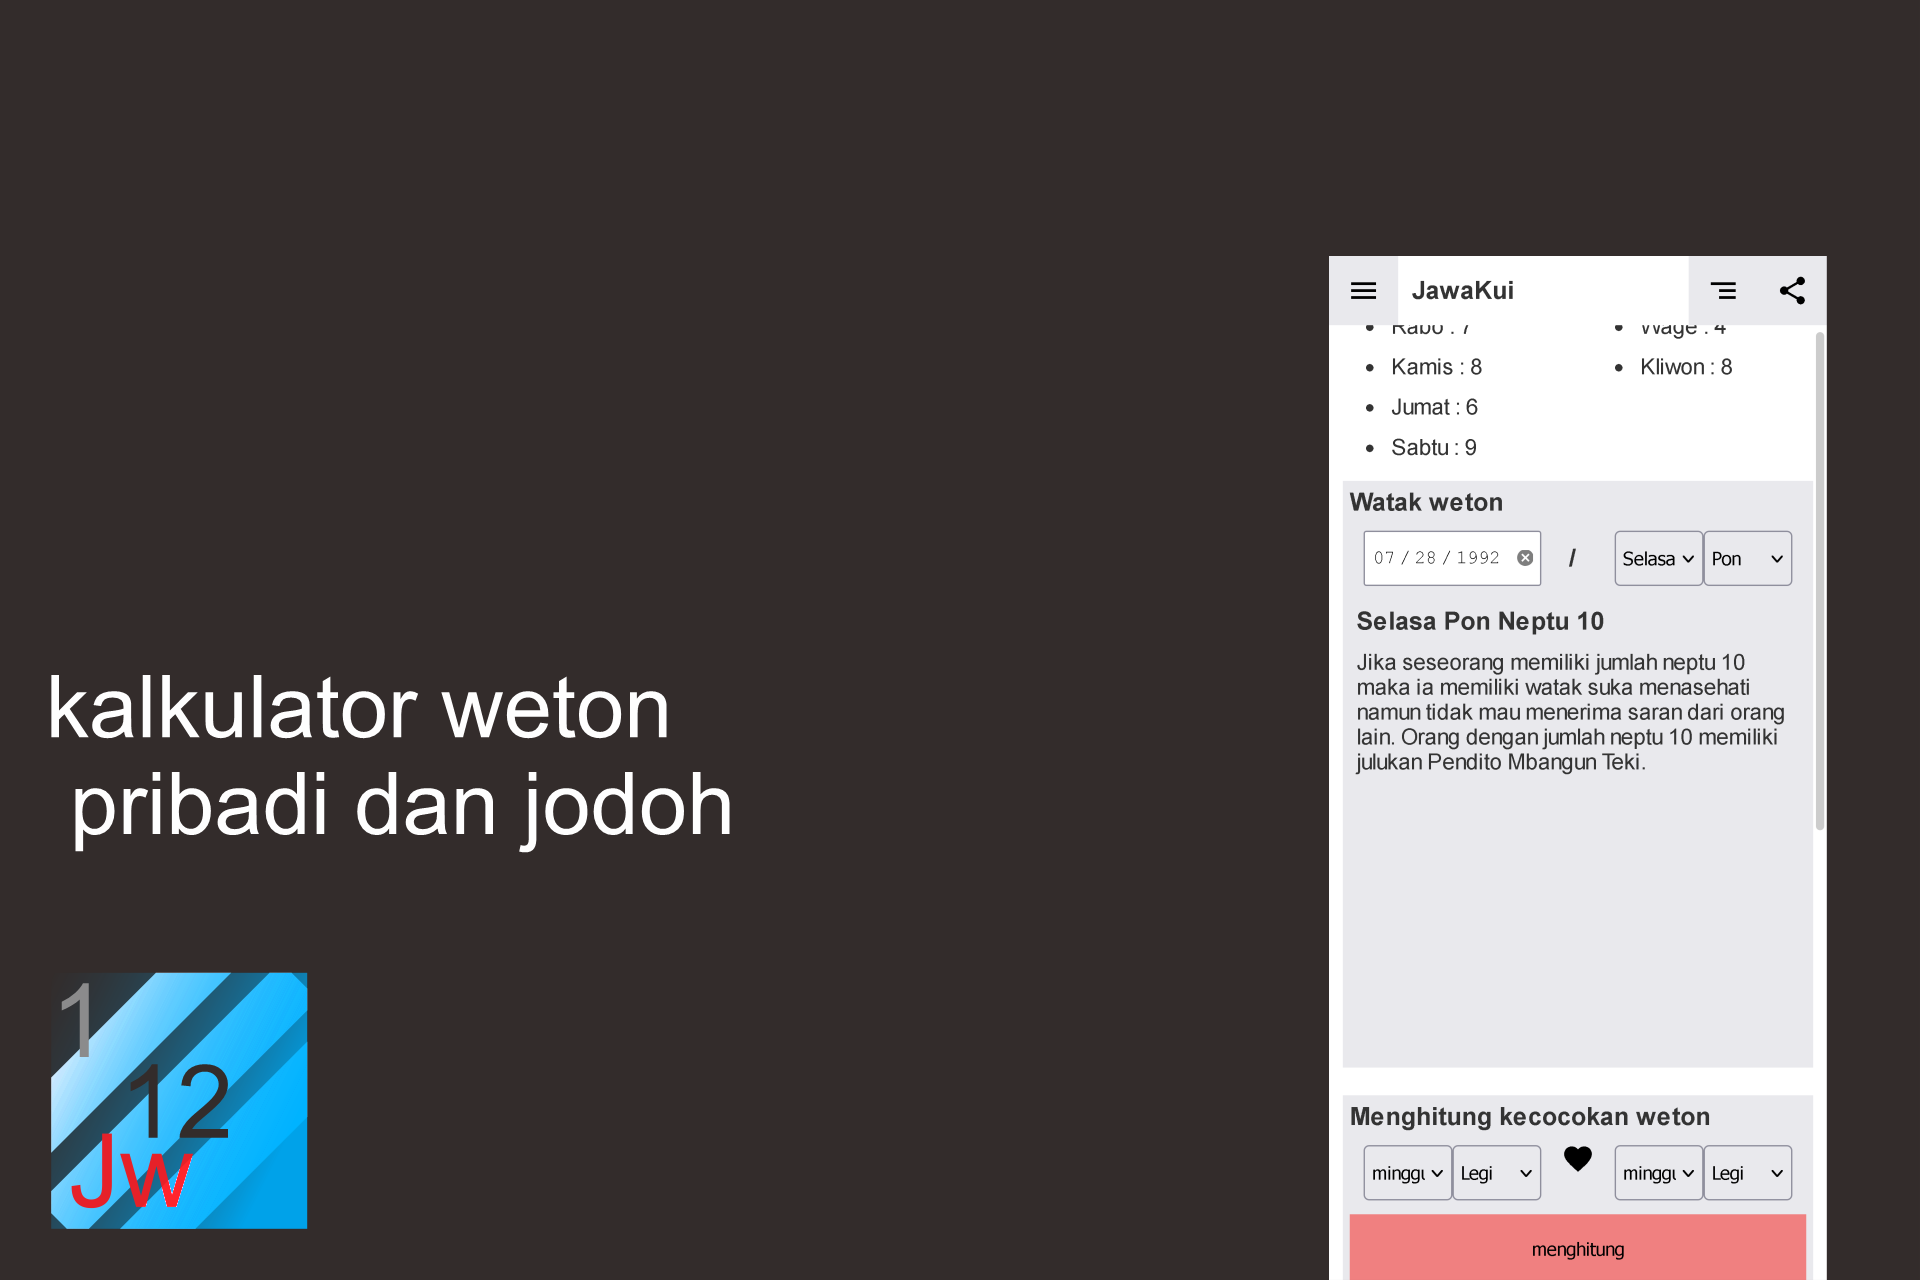 kalkulator weton
pribadi dan jodoh
1
12
Jw
JawaKui
Rabo : 7
Wage : 4
Kamis : 8
Kliwon : 8
Jumat : 6
Sabtu : 9
Watak weton
07 / 28 / 1992 / Selasa Pon
Selasa Pon Neptu 10
Jika seseorang memiliki jumlah neptu 10
maka ia memiliki watak suka menasehati
namun tidak mau menerima saran dari orang
lain. Orang dengan jumlah neptu 10 memiliki
julukan Pendito Mbangun Teki.
Menghitung kecocokan weton
minggu Legi minggu Legi
menghitung